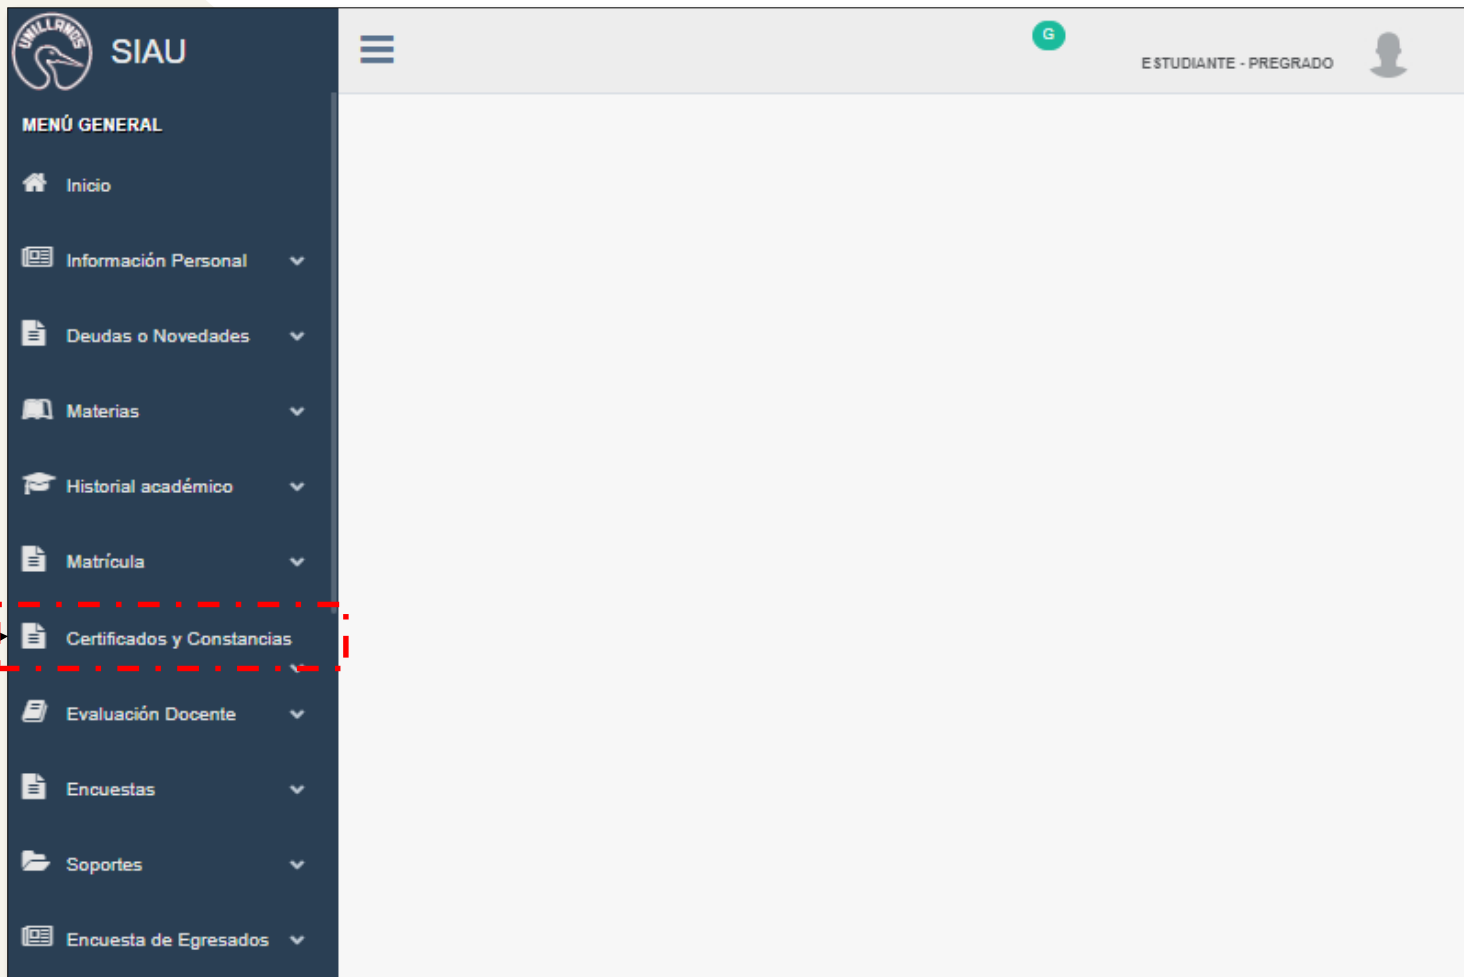 UNILLANOS
SIAU
G
ESTUDIANTE - PREGRADO
MENÚ GENERAL
Inicio
Información Personal
Deudas o Novedades
Materias
Historial académico
Matrícula
Certificados y Constancias
Evaluación Docente
Encuestas
Soportes
Encuesta de Egresados